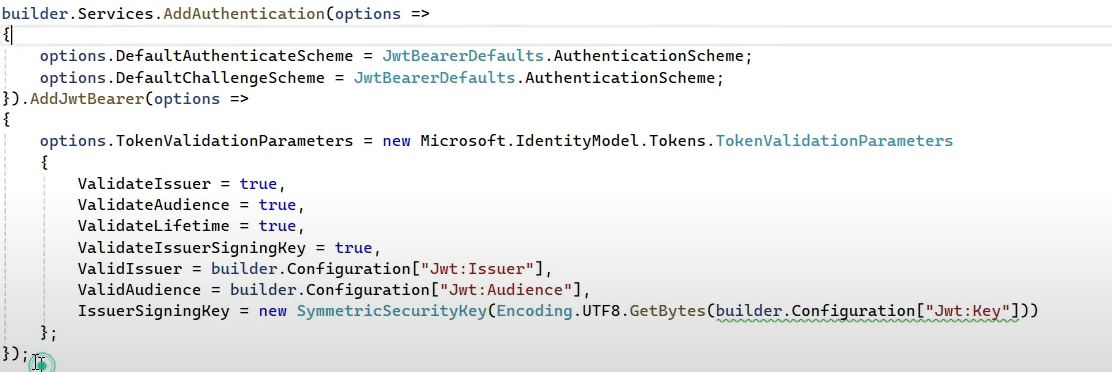 builder.Services.AddAuthentication(options =>
{
    options.DefaultAuthenticateScheme = JwtBearerDefaults.AuthenticationScheme;
    options.DefaultChallengeScheme = JwtBearerDefaults.AuthenticationScheme;
}).AddJwtBearer(options =>
{
    options.TokenValidationParameters = new Microsoft.IdentityModel.Tokens.TokenValidationParameters
    {
        ValidateIssuer = true,
        ValidateAudience = true,
        ValidateLifetime = true,
        ValidateIssuerSigningKey = true,
        ValidIssuer = builder.Configuration["Jwt:Issuer"],
        ValidAudience = builder.Configuration["Jwt:Audience"],
        IssuerSigningKey = new SymmetricSecurityKey(Encoding.UTF8.GetBytes(builder.Configuration["Jwt:Key"]))
    };
});